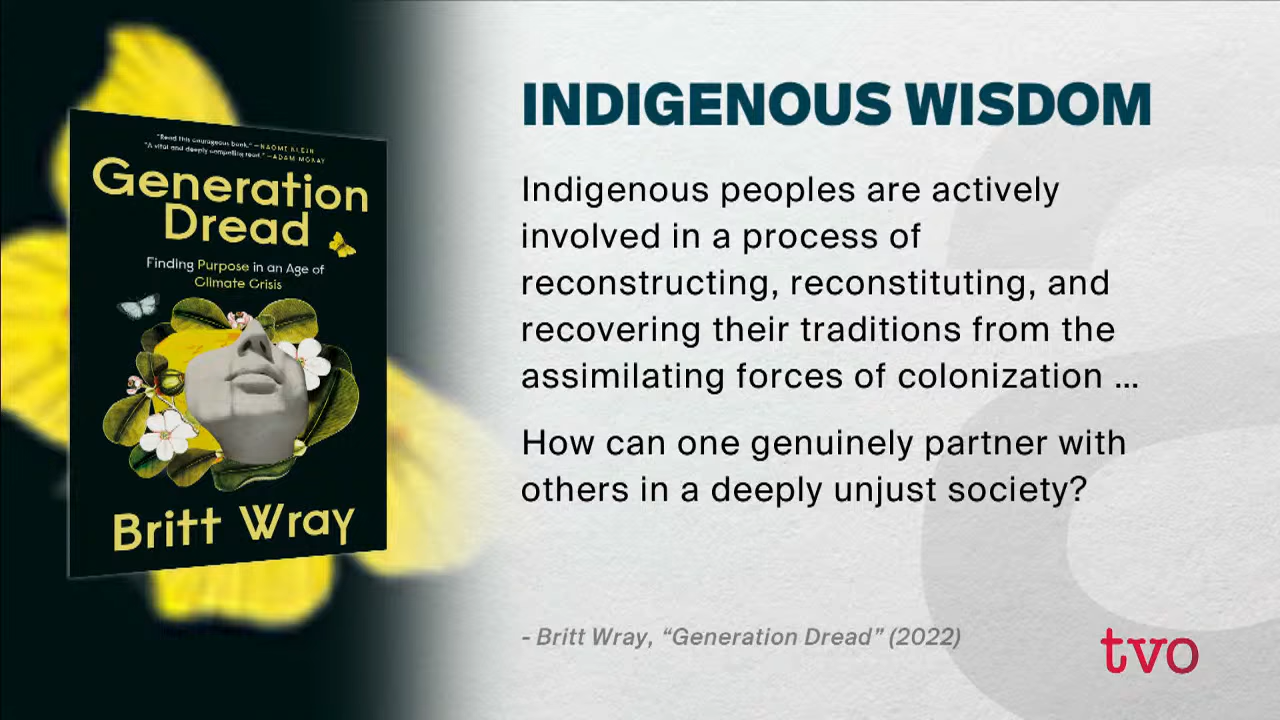 "Read this courageous book." —NAOMI KLEIN
"A vital and deeply compelling read." —ADAM MCKAY
Generation
Dread
Finding Purpose in an Age of
Climate Crisis
Britt Wray
INDIGENOUS WISDOM
Indigenous peoples are actively
involved in a process of
reconstructing, reconstituting, and
recovering their traditions from the
assimilating forces of colonization ...
How can one genuinely partner with
others in a deeply unjust society?
- Britt Wray, “Generation Dread” (2022)
tvo